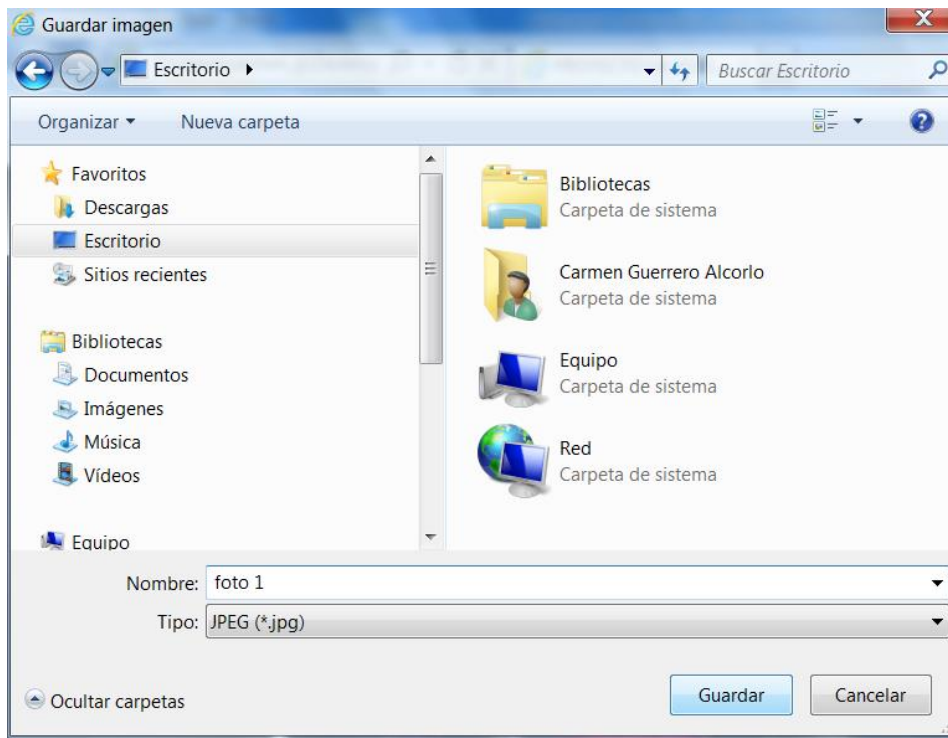 Guardar imagen
Escritorio
Buscar Escritorio
Organizar
Nueva carpeta
Favoritos
Descargas
Escritorio
Sitios recientes
Bibliotecas
Documentos
Imágenes
Música
Vídeos
Equipo
Bibliotecas
Carpeta de sistema
Carmen Guerrero Alcorlo
Carpeta de sistema
Equipo
Carpeta de sistema
Red
Carpeta de sistema
Nombre: foto 1
Tipo: JPEG (*.jpg)
Ocultar carpetas
Guardar
Cancelar